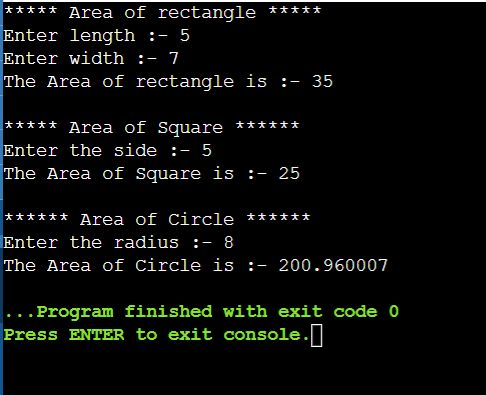 ***** Area of rectangle *****
Enter length :- 5
Enter width :- 7
The Area of rectangle is :- 35
***** Area of Square ******
Enter the side :- 5
The Area of Square is :- 25
****** Area of Circle ******
Enter the radius :- 8
The Area of Circle is :- 200.960007
...Program finished with exit code 0
Press ENTER to exit console.